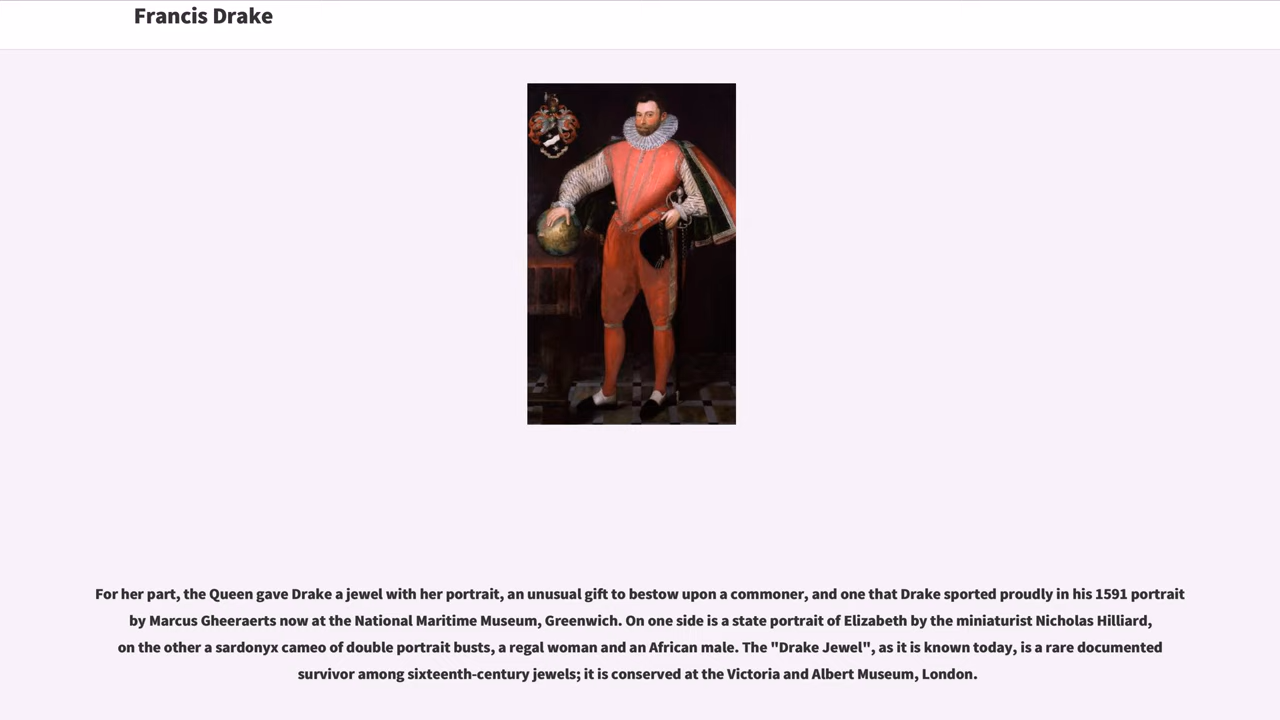 Francis Drake
For her part, the Queen gave Drake a jewel with her portrait, an unusual gift to bestow upon a commoner, and one that Drake sported proudly in his 1591 portrait
by Marcus Gheeraerts now at the National Maritime Museum, Greenwich. On one side is a state portrait of Elizabeth by the miniaturist Nicholas Hilliard,
on the other a sardonyx cameo of double portrait busts, a regal woman and an African male. The "Drake Jewel", as it is known today, is a rare documented
survivor among sixteenth-century jewels; it is conserved at the Victoria and Albert Museum, London.